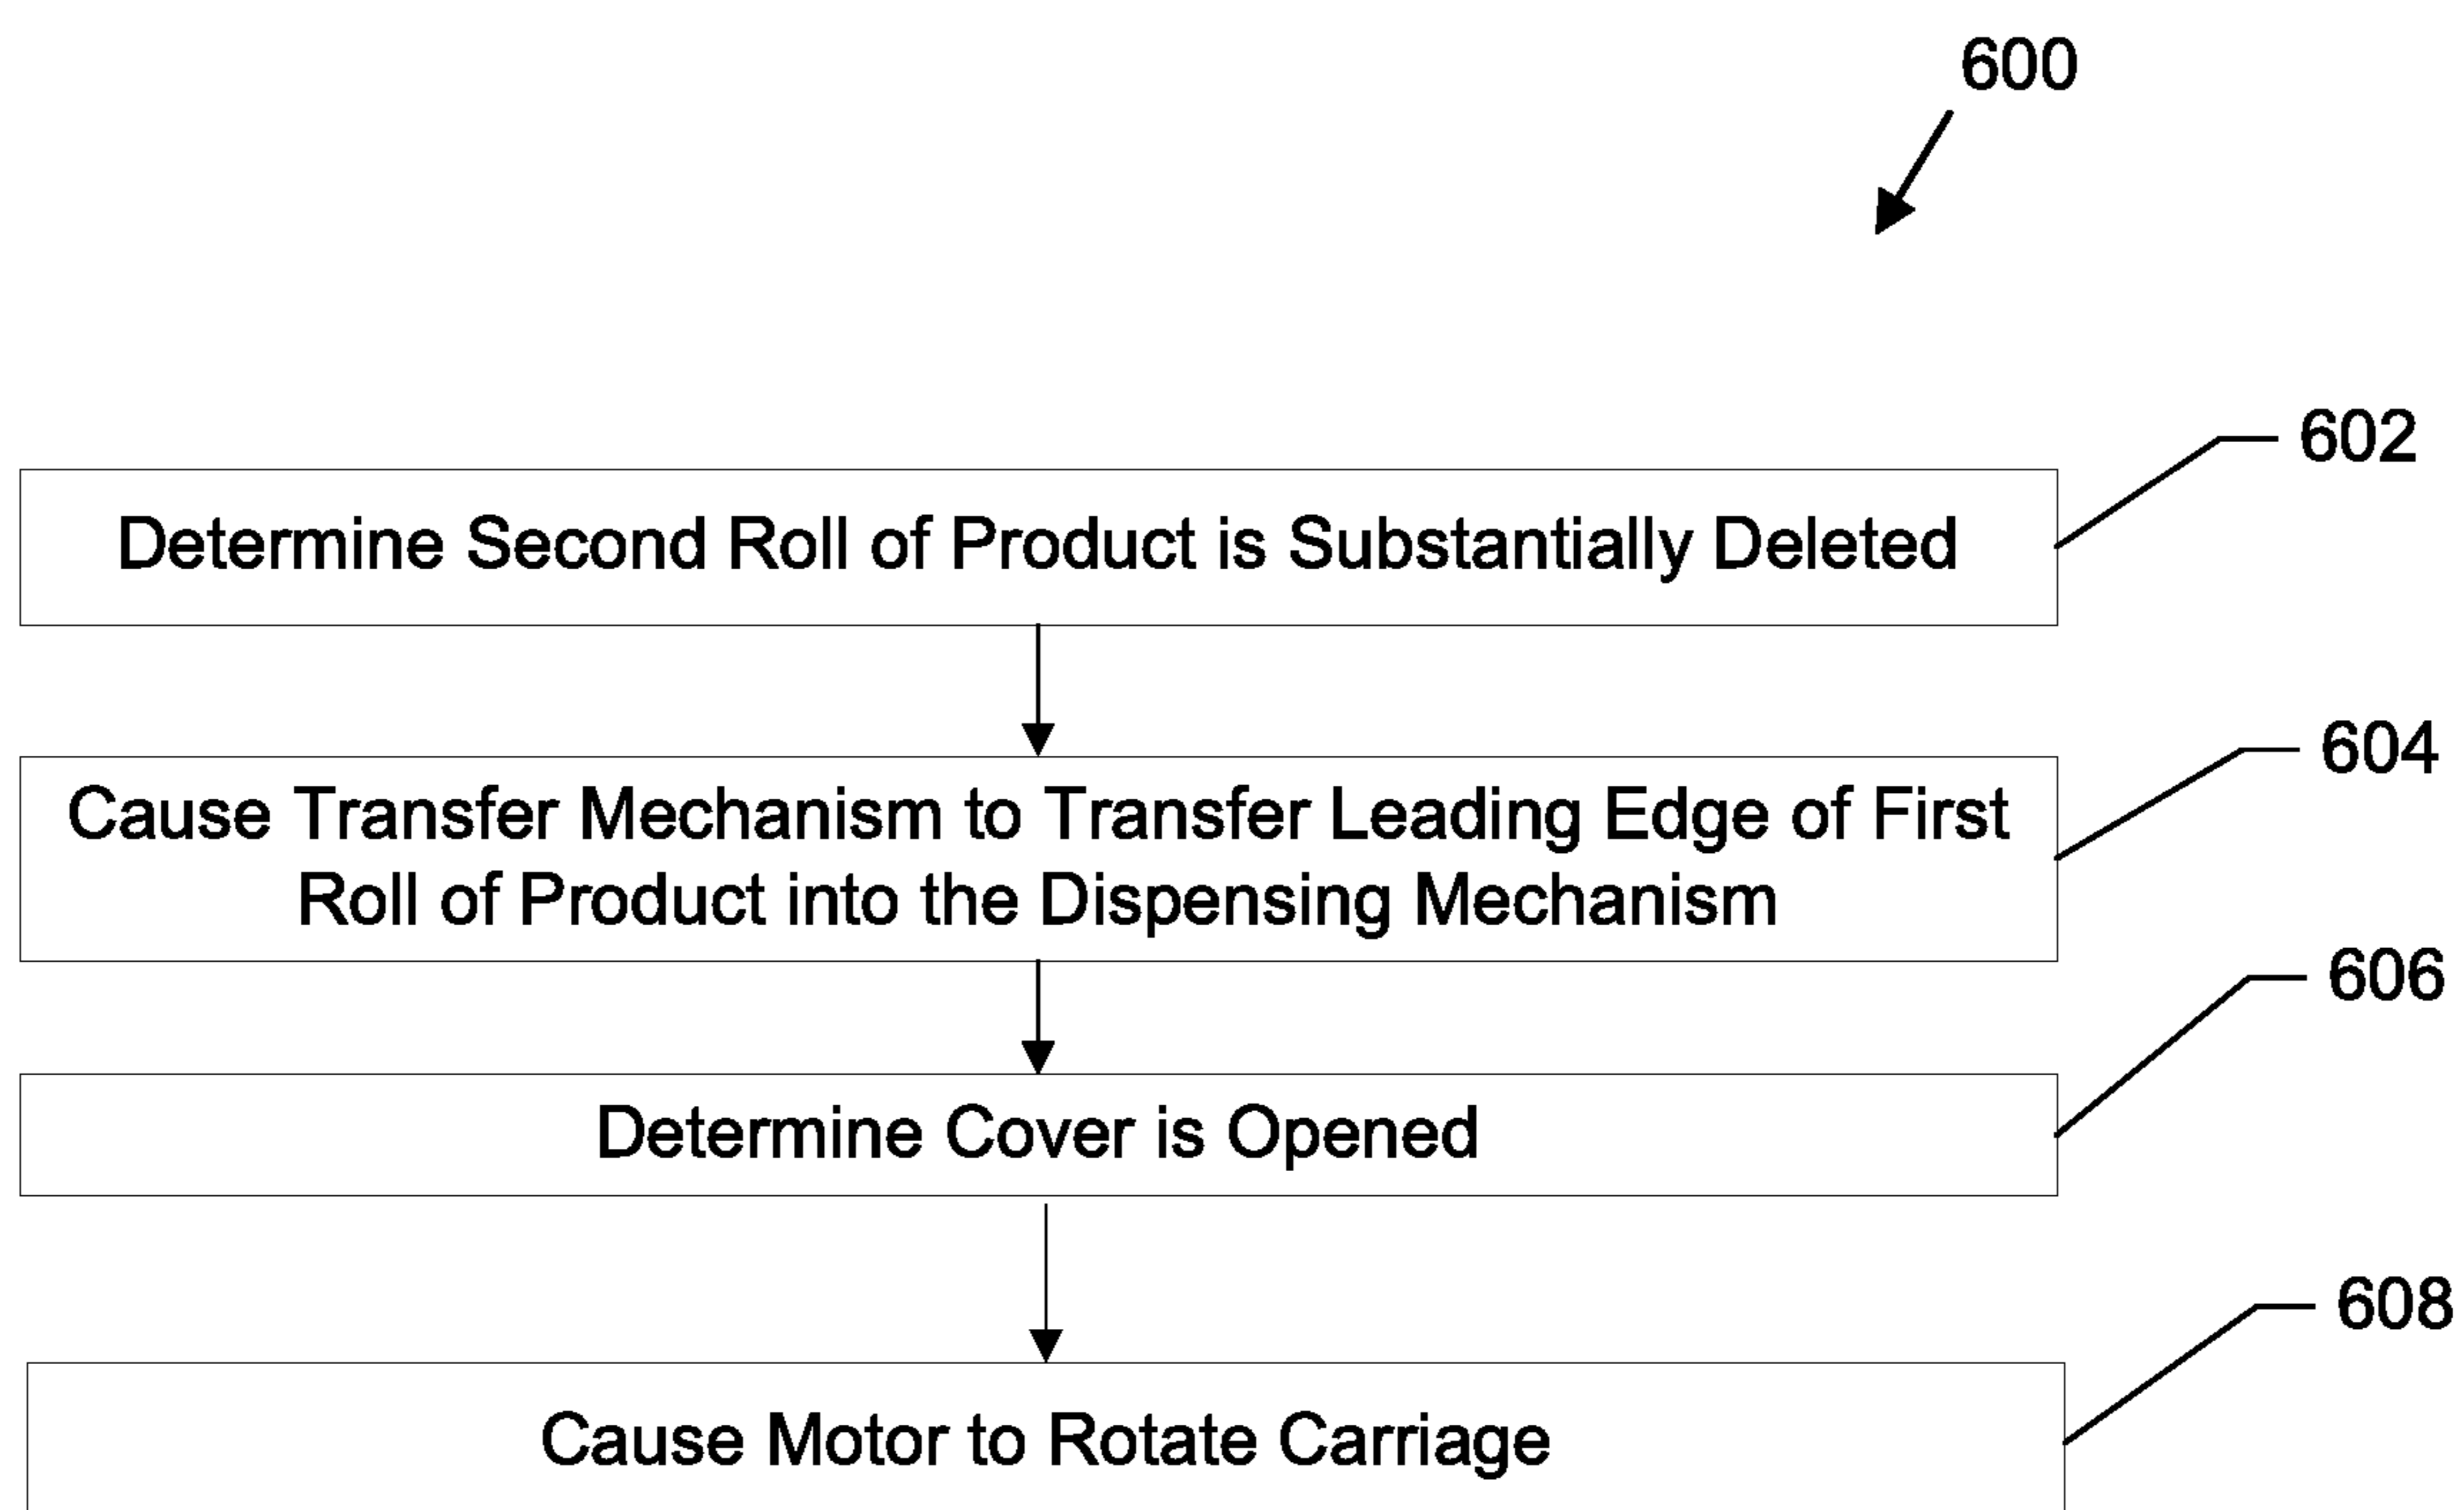 600
602
Determine Second Roll of Product is Substantially Deleted
604
Cause Transfer Mechanism to Transfer Leading Edge of First
Roll of Product into the Dispensing Mechanism
606
Determine Cover is Opened
608
Cause Motor to Rotate Carriage